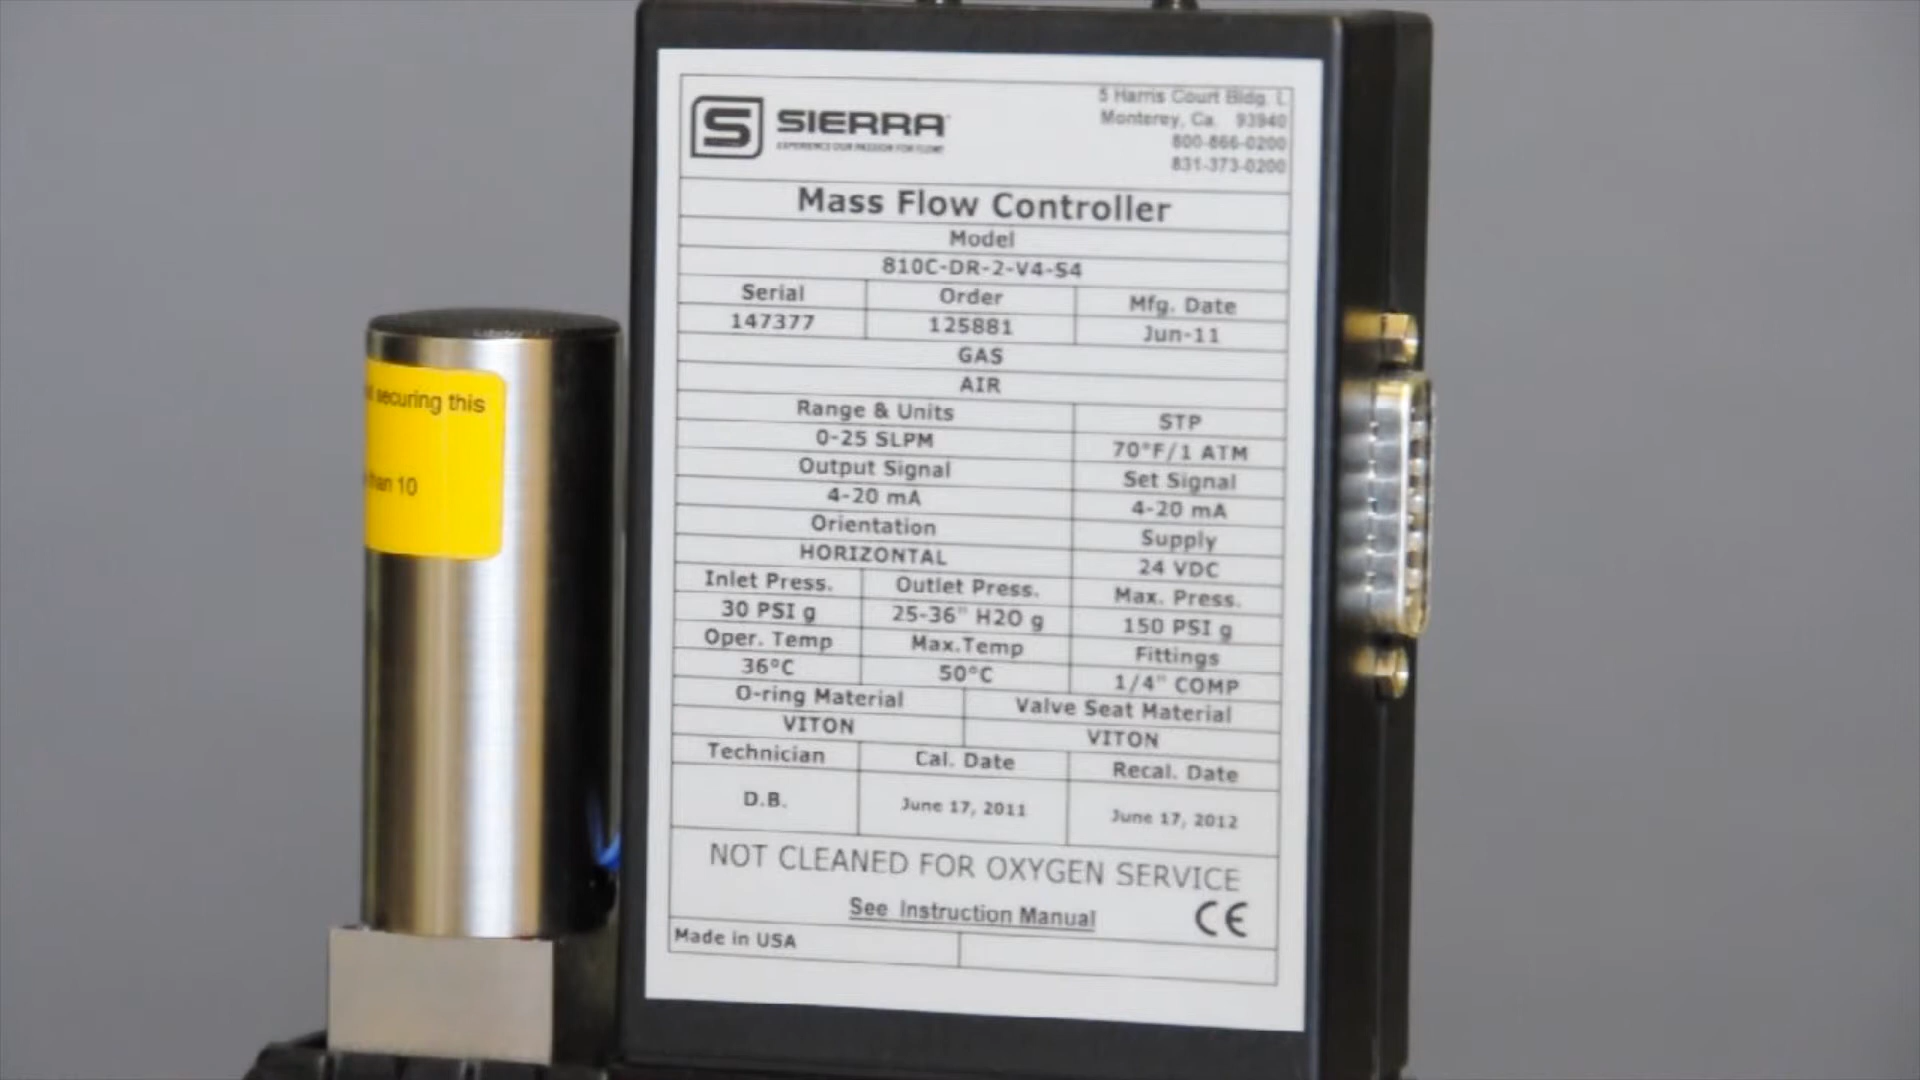 SIERRA
EXPERIENCE OUR PASSION FOR FLOW
5 Harris Court Bldg. L
Monterey, Ca. 93940
800-866-0200
831-373-0200
Mass Flow Controller
Model
810C-DR-2-V4-S4
Serial Order Mfg. Date
147377 125881 Jun-11
GAS
AIR
Range & Units STP
0-25 SLPM 70°F/1 ATM
Output Signal Set Signal
4-20 mA 4-20 mA
Orientation Supply
HORIZONTAL 24 VDC
Inlet Press. Outlet Press. Max. Press.
30 PSI g 25-36" H2O g 150 PSI g
Oper. Temp Max.Temp Fittings
36°C 50°C 1/4" COMP
O-ring Material Valve Seat Material
VITON VITON
Technician Cal. Date Recal. Date
D.B. June 17, 2011 June 17, 2012
NOT CLEANED FOR OXYGEN SERVICE
See Instruction Manual CE
Made in USA
securing this
than 10